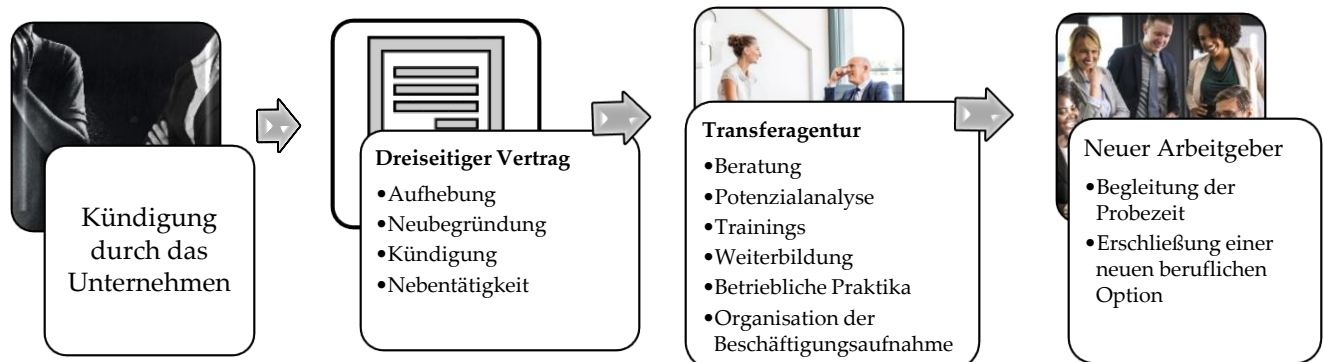 Kündigung
durch das
Unternehmen
Dreiseitiger Vertrag
•Aufhebung
•Neubegründung
•Kündigung
•Nebentätigkeit
Transferagentur
•Beratung
•Potenzialanalyse
•Trainings
•Weiterbildung
•Betriebliche Praktika
•Organisation der
Beschäftigungsaufnahme
Neuer Arbeitgeber
•Begleitung der
Probezeit
•Erschließung einer
neuen beruflichen
Option